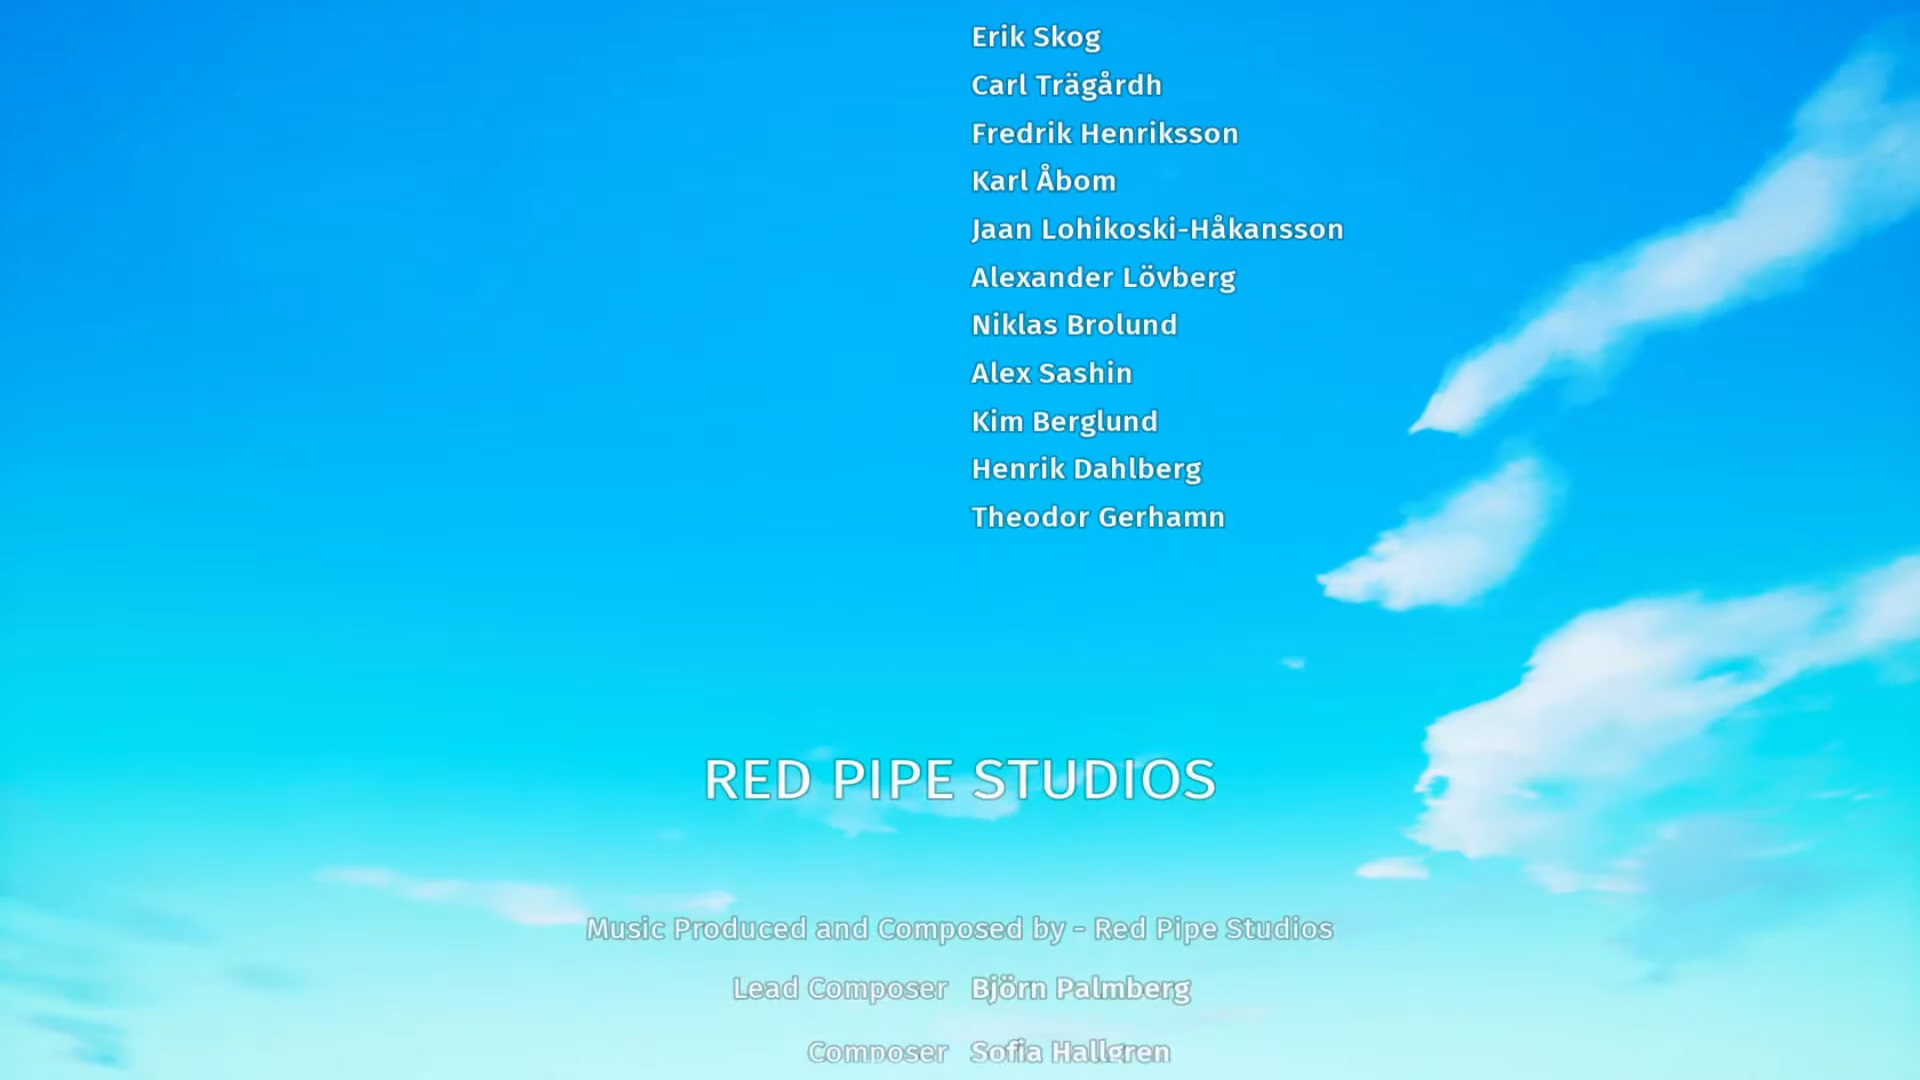 Erik Skog
Carl Trägårdh
Fredrik Henriksson
Karl Åbom
Jaan Lohikoski-Håkansson
Alexander Lövberg
Niklas Brolund
Alex Sashin
Kim Berglund
Henrik Dahlberg
Theodor Gerhamn
RED PIPE STUDIOS
Music Produced and Composed by - Red Pipe Studios
Lead Composer Björn Palmberg
Composer Sofia Hallgren